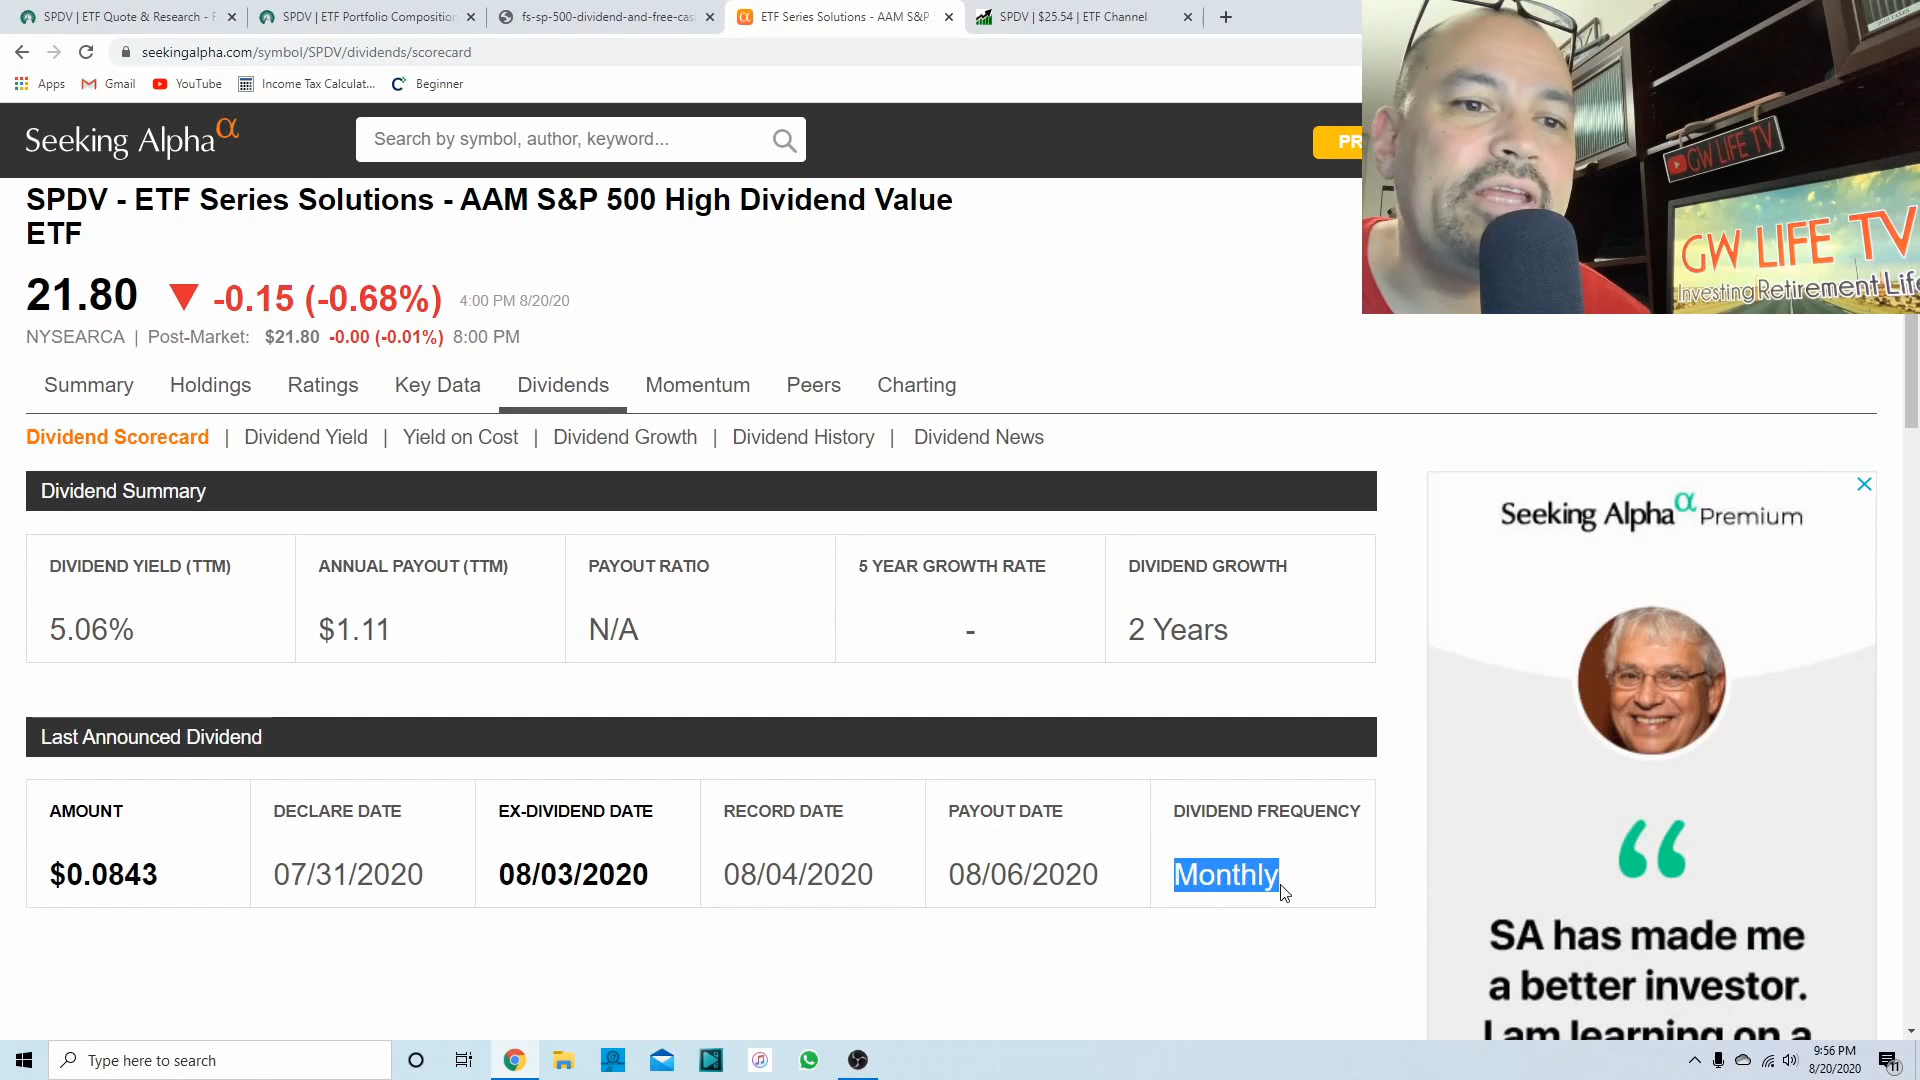 SPDV | ETF Quote & Research - F
SPDV | ETF Portfolio Composition
fs-sp-500-dividend-and-free-cas
ETF Series Solutions - AAM S&P
SPDV | $25.54 | ETF Channel
seekingalpha.com/symbol/SPDV/dividends/scorecard
Apps
Gmail
YouTube
Income Tax Calculat...
Beginner
Seeking Alpha α
Search by symbol, author, keyword...
PR
GW LIFE TV
GW LIFE TV
Investing Retirement Life
SPDV - ETF Series Solutions - AAM S&P 500 High Dividend Value
ETF
21.80 ▼ -0.15 (-0.68%) 4:00 PM 8/20/20
NYSEARCA | Post-Market: $21.80 -0.00 (-0.01%) 8:00 PM
Summary Holdings Ratings Key Data Dividends Momentum Peers Charting
Dividend Scorecard | Dividend Yield | Yield on Cost | Dividend Growth | Dividend History | Dividend News
Dividend Summary
DIVIDEND YIELD (TTM) ANNUAL PAYOUT (TTM) PAYOUT RATIO 5 YEAR GROWTH RATE DIVIDEND GROWTH
5.06% $1.11 N/A - 2 Years
Last Announced Dividend
AMOUNT DECLARE DATE EX-DIVIDEND DATE RECORD DATE PAYOUT DATE DIVIDEND FREQUENCY
$0.0843 07/31/2020 08/03/2020 08/04/2020 08/06/2020 Monthly
Seeking Alpha α Premium
“
SA has made me
a better investor.
I am learning on a
Type here to search
9:56 PM
8/20/2020
11